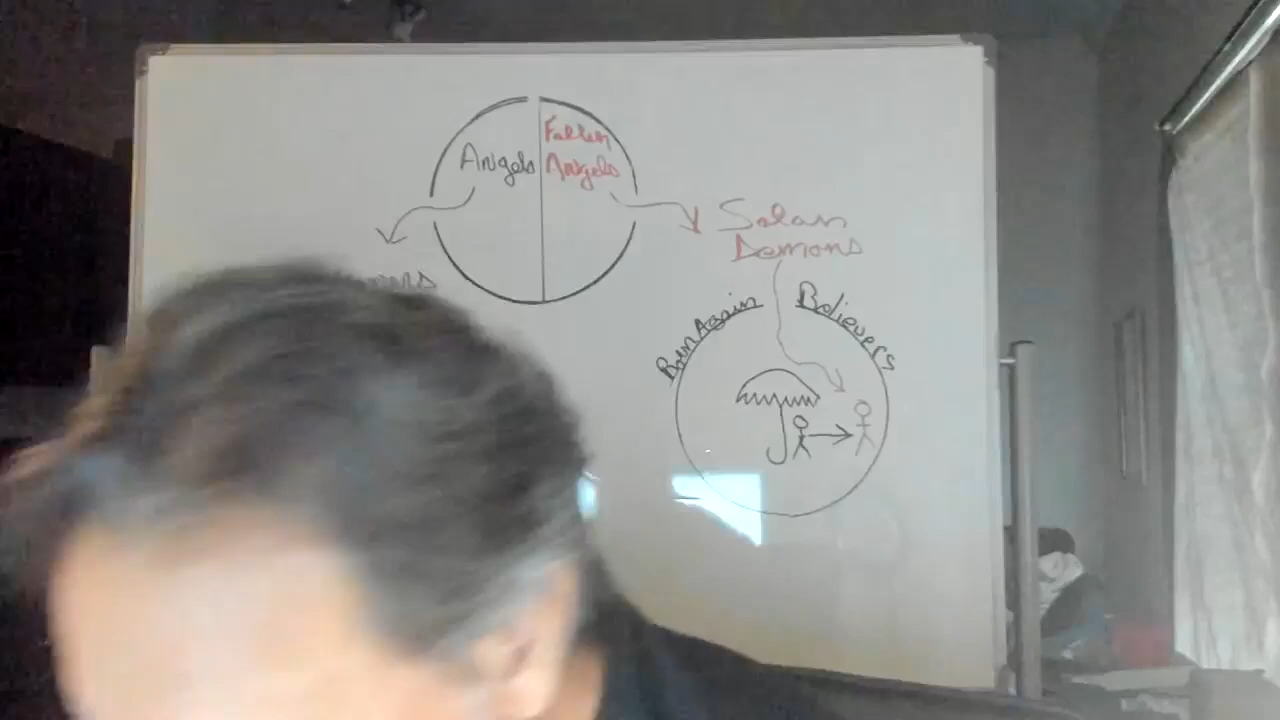 Angels
Fallen
Angels
Satan
Demons
Born Again Believers